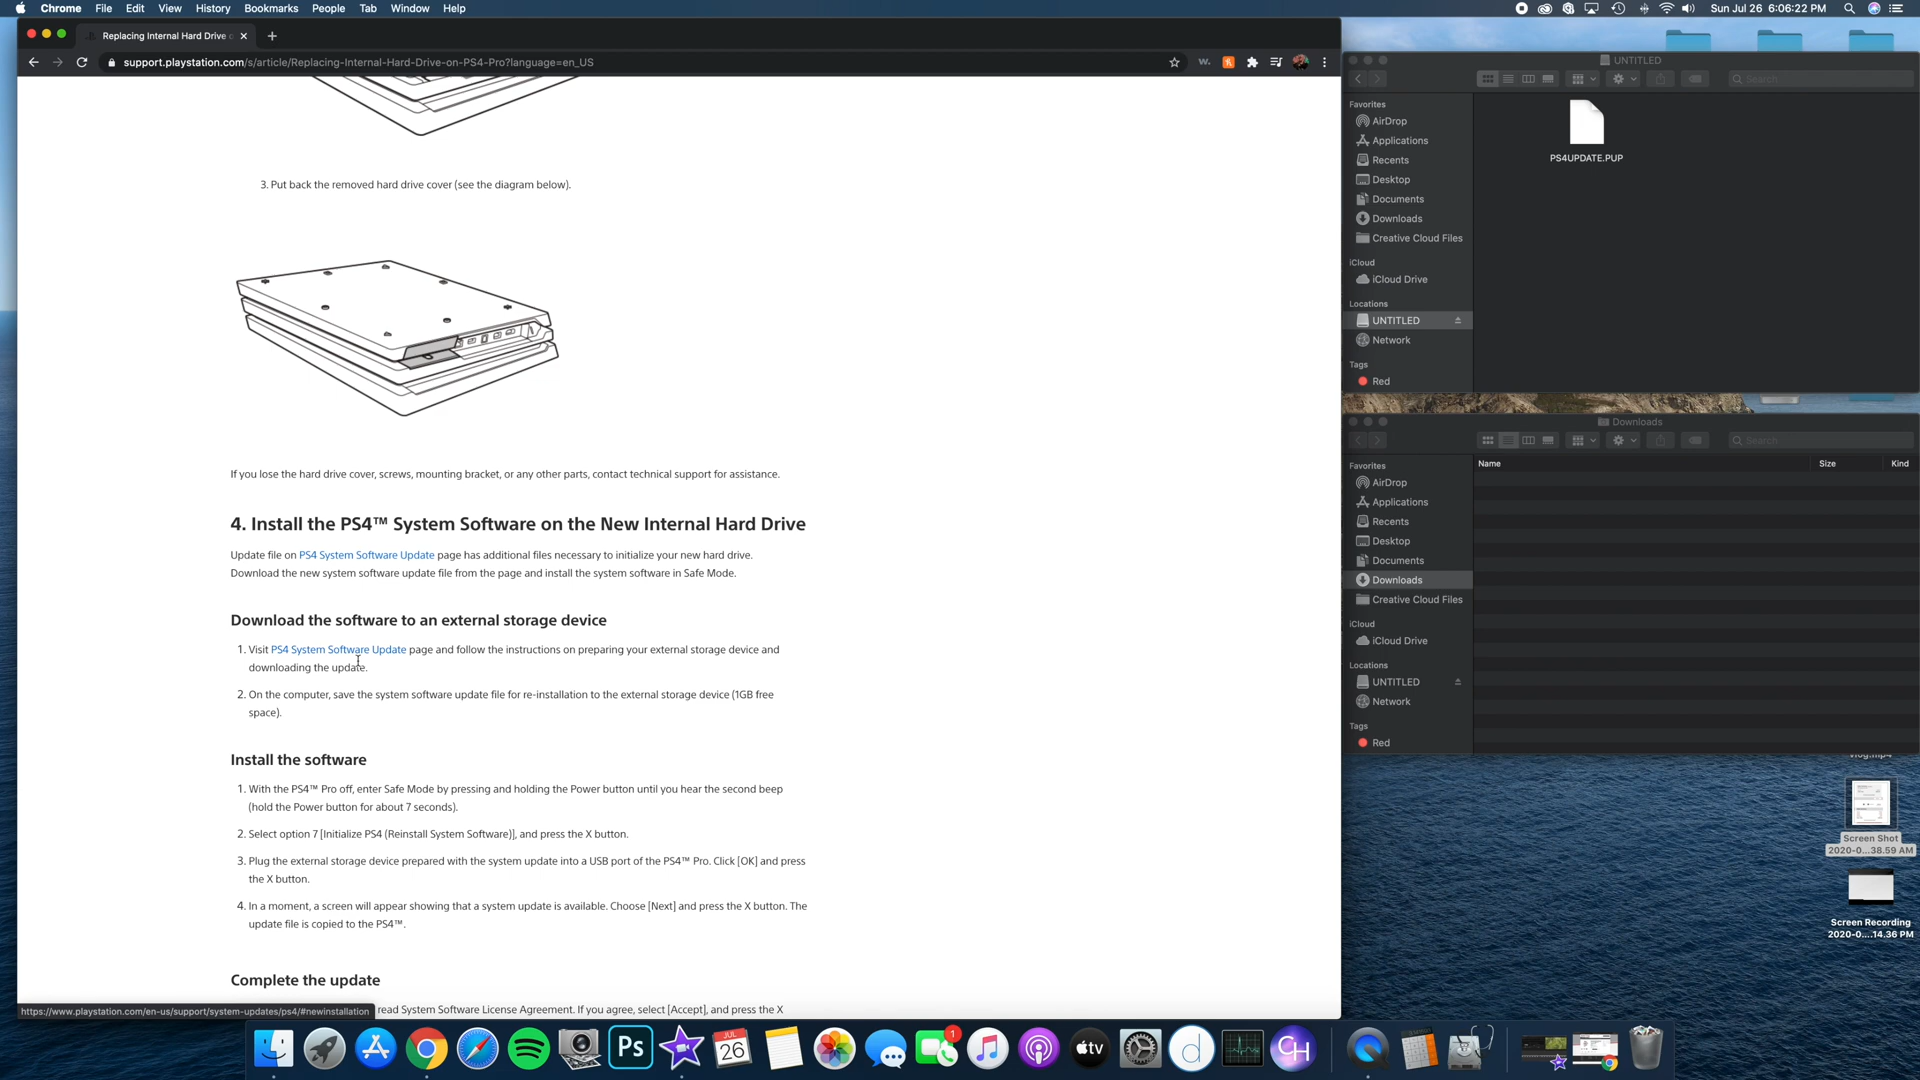 Chrome File Edit View History Bookmarks People Tab Window Help
Sun Jul 26 6:06:22 PM
Replacing Internal Hard Drive
support.playstation.com/s/article/Replacing-Internal-Hard-Drive-on-PS4-Pro?language=en_US
3. Put back the removed hard drive cover (see the diagram below).
If you lose the hard drive cover, screws, mounting bracket, or any other parts, contact technical support for assistance.
4. Install the PS4™ System Software on the New Internal Hard Drive
Update file on PS4 System Software Update page has additional files necessary to initialize your new hard drive.
Download the new system software update file from the page and install the system software in Safe Mode.
Download the software to an external storage device
1. Visit PS4 System Software Update page and follow the instructions on preparing your external storage device and
downloading the update.
2. On the computer, save the system software update file for re-installation to the external storage device (1GB free
space).
Install the software
1. With the PS4™ Pro off, enter Safe Mode by pressing and holding the Power button until you hear the second beep
(hold the Power button for about 7 seconds).
2. Select option 7 [Initialize PS4 (Reinstall System Software)], and press the X button.
3. Plug the external storage device prepared with the system update into a USB port of the PS4™ Pro. Click [OK] and press
the X button.
4. In a moment, a screen will appear showing that a system update is available. Choose [Next] and press the X button. The
update file is copied to the PS4™.
Complete the update
read System Software License Agreement. If you agree, select [Accept], and press the X
https://www.playstation.com/en-us/support/system-updates/ps4/#newinstallation
UNTITLED
Search
Favorites
AirDrop
Applications
Recents
Desktop
Documents
Downloads
Creative Cloud Files
iCloud
iCloud Drive
Locations
UNTITLED
Network
Tags
Red
PS4UPDATE.PUP
Downloads
Search
Name Size Kind
Favorites
AirDrop
Applications
Recents
Desktop
Documents
Downloads
Creative Cloud Files
iCloud
iCloud Drive
Locations
UNTITLED
Network
Tags
Red
vlog.mp4
Screen Shot
2020-0...38.59 AM
Screen Recording
2020-0....14.36 PM
Ps
JUL
26
1
tv
d
CH